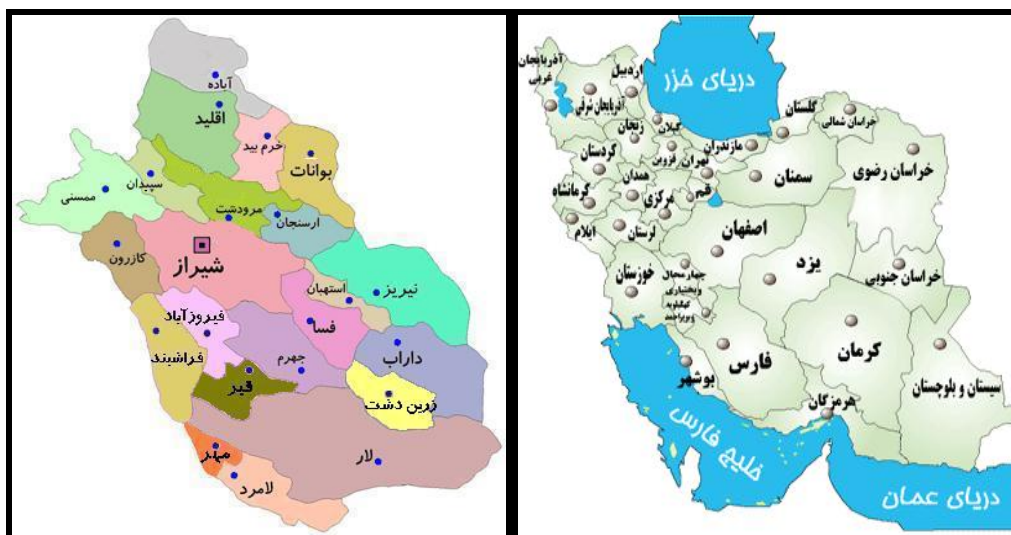 آباده
اقلید
خرم بید
بوانات
سپیدان
ممسنی
مرودشت
ارسنجان
کازرون
شیراز
استهبان
نیریز
فیروزآباد
فسا
فراشبند
جهرم
داراب
قیر
زرین دشت
مهر
لار
لامرد
آذربایجان
غربی
اردبیل
دریای خزر
آذربایجان شرقی
گلستان
خراسان شمالی
گیلان
زنجان
مازندران
قزوین
تهران
کردستان
سمنان
خراسان رضوی
همدان
کرمانشاه
مرکزی
قم
ایلام
لرستان
اصفهان
خوزستان
چهارمحال
وبختیاری
کهگیلویه
وبویراحمد
یزد
خراسان جنوبی
فارس
کرمان
بوشهر
سیستان و بلوچستان
هرمزگان
خلیج فارس
دریای عمان